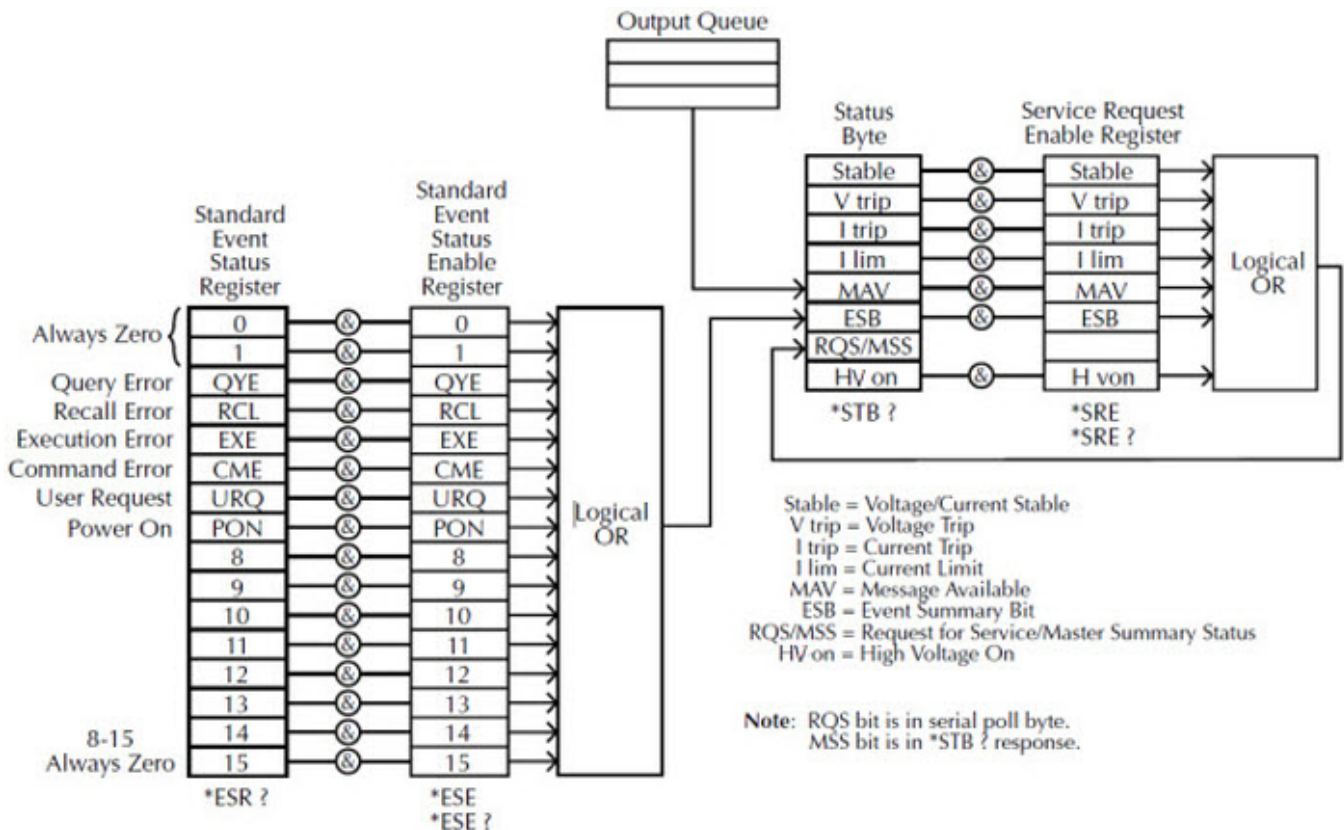 Output Queue
Status
Byte
Service Request
Enable Register
Stable & Stable
V trip & V trip
I trip & I trip
I lim & I lim
MAV & MAV
ESB & ESB
RQS/MSS
HV on & H von
Logical
OR
*STB ?
*SRE
*SRE ?
Standard
Event
Status
Register
Standard
Event
Status
Enable
Register
Always Zero
0 & 0
1 & 1
Query Error QYE & QYE
Recall Error RCL & RCL
Execution Error EXE & EXE
Command Error CME & CME
User Request URQ & URQ
Power On PON & PON
8 & 8
9 & 9
10 & 10
11 & 11
12 & 12
13 & 13
14 & 14
15 & 15
8-15
Always Zero
Logical
OR
*ESR ?
*ESE
*ESE ?
Stable = Voltage/Current Stable
V trip = Voltage Trip
I trip = Current Trip
I lim = Current Limit
MAV = Message Available
ESB = Event Summary Bit
RQS/MSS = Request for Service/Master Summary Status
HV on = High Voltage On
Note: RQS bit is in serial poll byte.
MSS bit is in *STB ? response.